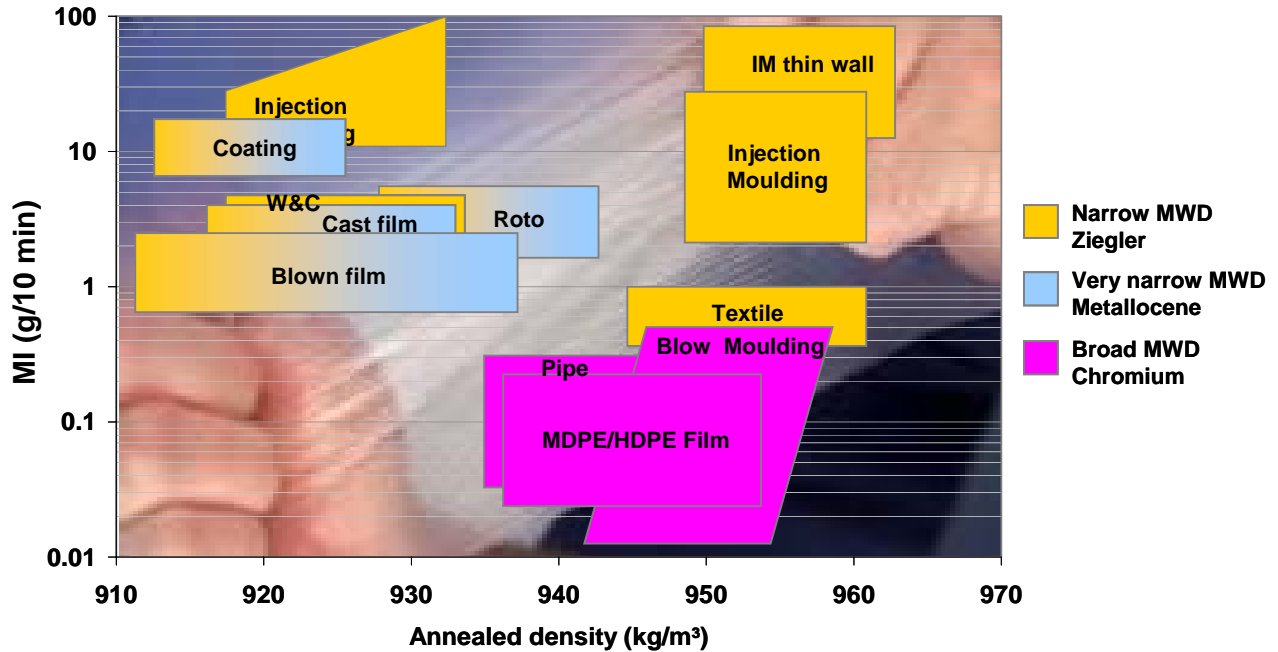 MI (g/10 min)
100
10
1
0.1
0.01
Injection
g
Coating
W&C
Cast film
Blown film
Roto
IM thin wall
Injection
Moulding
Textile
Blow Moulding
Pipe
MDPE/HDPE Film
910 920 930 940 950 960 970
Annealed density (kg/m³)
Narrow MWD
Ziegler
Very narrow MWD
Metallocene
Broad MWD
Chromium